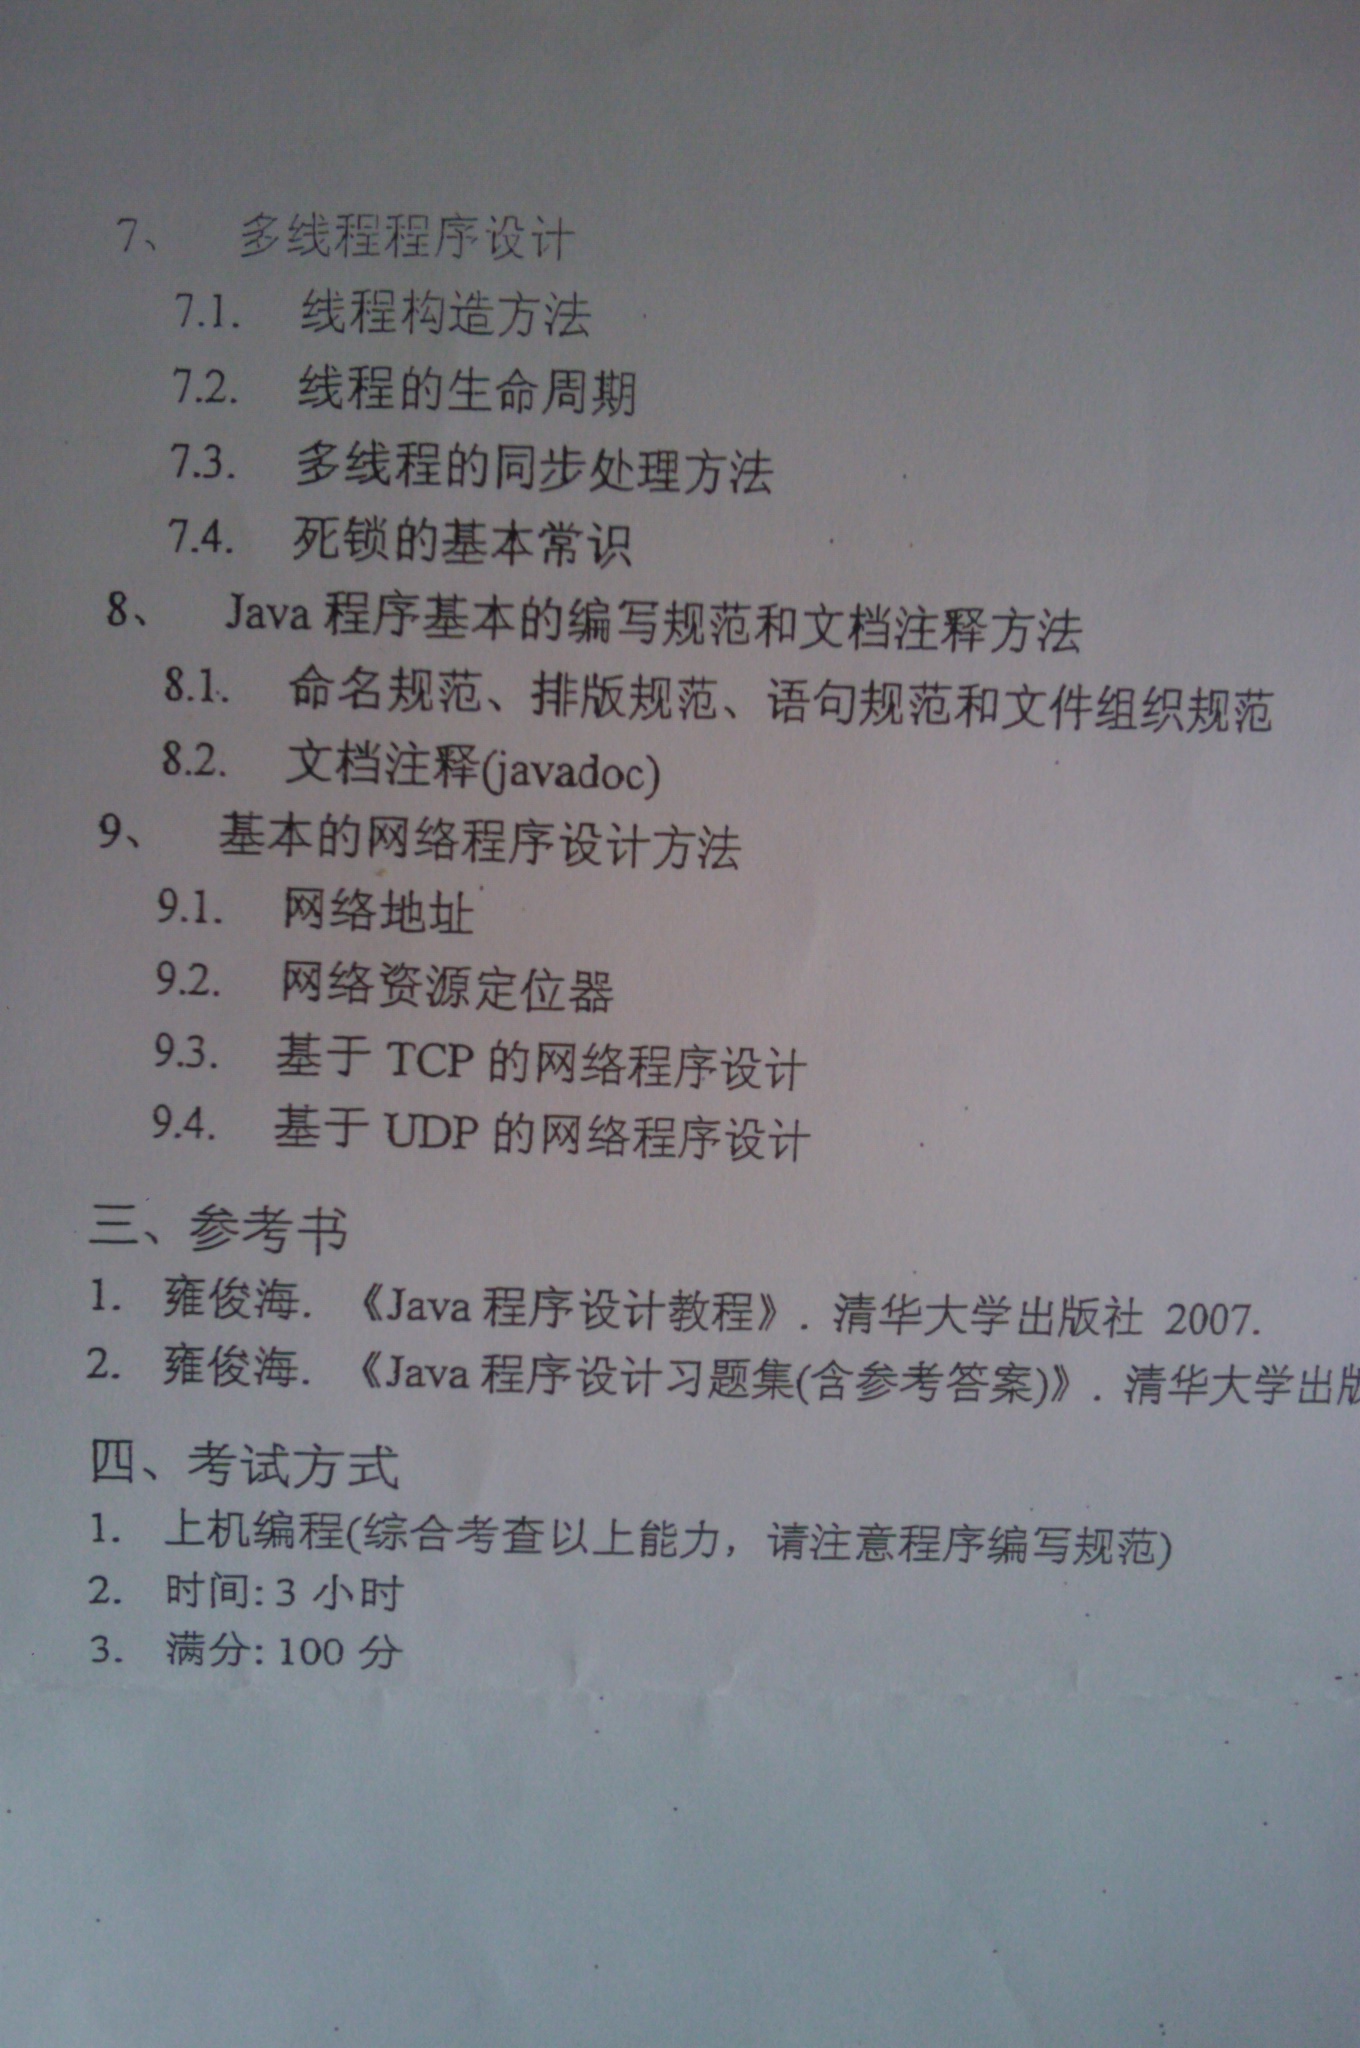 7、 多线程程序设计
7.1. 线程构造方法
7.2. 线程的生命周期
7.3. 多线程的同步处理方法
7.4. 死锁的基本常识
8、 Java 程序基本的编写规范和文档注释方法
8.1. 命名规范、排版规范、语句规范和文件组织规范
8.2. 文档注释(javadoc)
9、 基本的网络程序设计方法
9.1. 网络地址
9.2. 网络资源定位器
9.3. 基于 TCP 的网络程序设计
9.4. 基于 UDP 的网络程序设计
三、参考书
1. 雍俊海. 《Java 程序设计教程》. 清华大学出版社 2007.
2. 雍俊海. 《Java 程序设计习题集(含参考答案)》. 清华大学出版
四、考试方式
1. 上机编程(综合考查以上能力，请注意程序编写规范)
2. 时间: 3 小时
3. 满分: 100 分